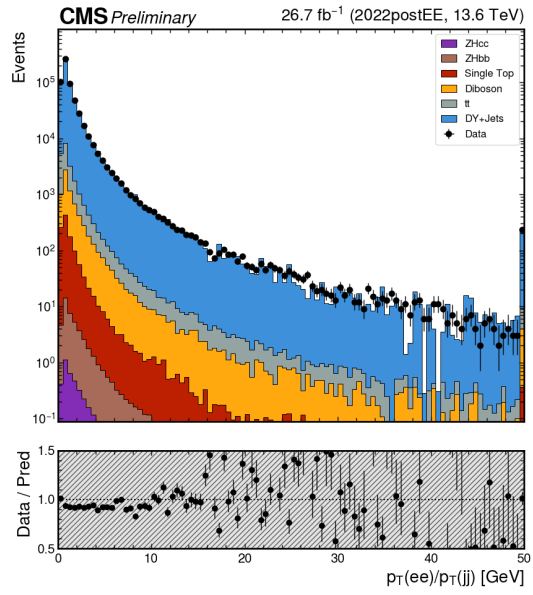 CMS Preliminary
26.7 fb⁻¹ (2022postEE, 13.6 TeV)
Events
10⁵
10⁴
10³
10²
10¹
10⁰
10⁻¹
ZHcc
ZHbb
Single Top
Diboson
tt
DY+Jets
Data
Data / Pred
1.5
1.0
0.5
0 10 20 30 40 50
p_T(ee)/p_T(jj) [GeV]